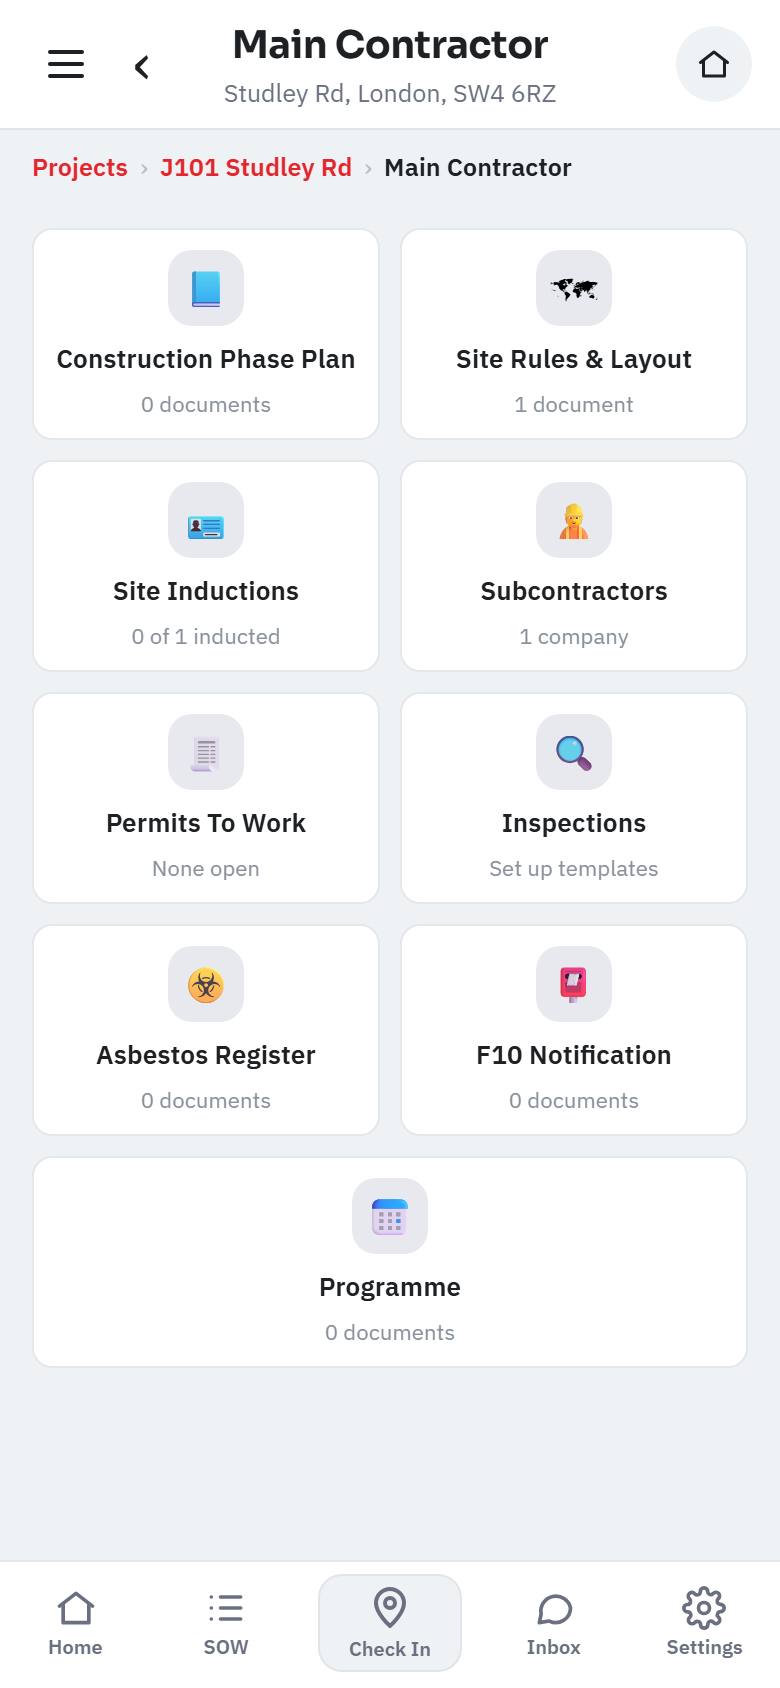 Main Contractor
Studley Rd, London, SW4 6RZ
Projects › J101 Studley Rd › Main Contractor
Construction Phase Plan
0 documents
Site Rules & Layout
1 document
Site Inductions
0 of 1 inducted
Subcontractors
1 company
Permits To Work
None open
Inspections
Set up templates
Asbestos Register
0 documents
F10 Notification
0 documents
Programme
0 documents
Home
SOW
Check In
Inbox
Settings